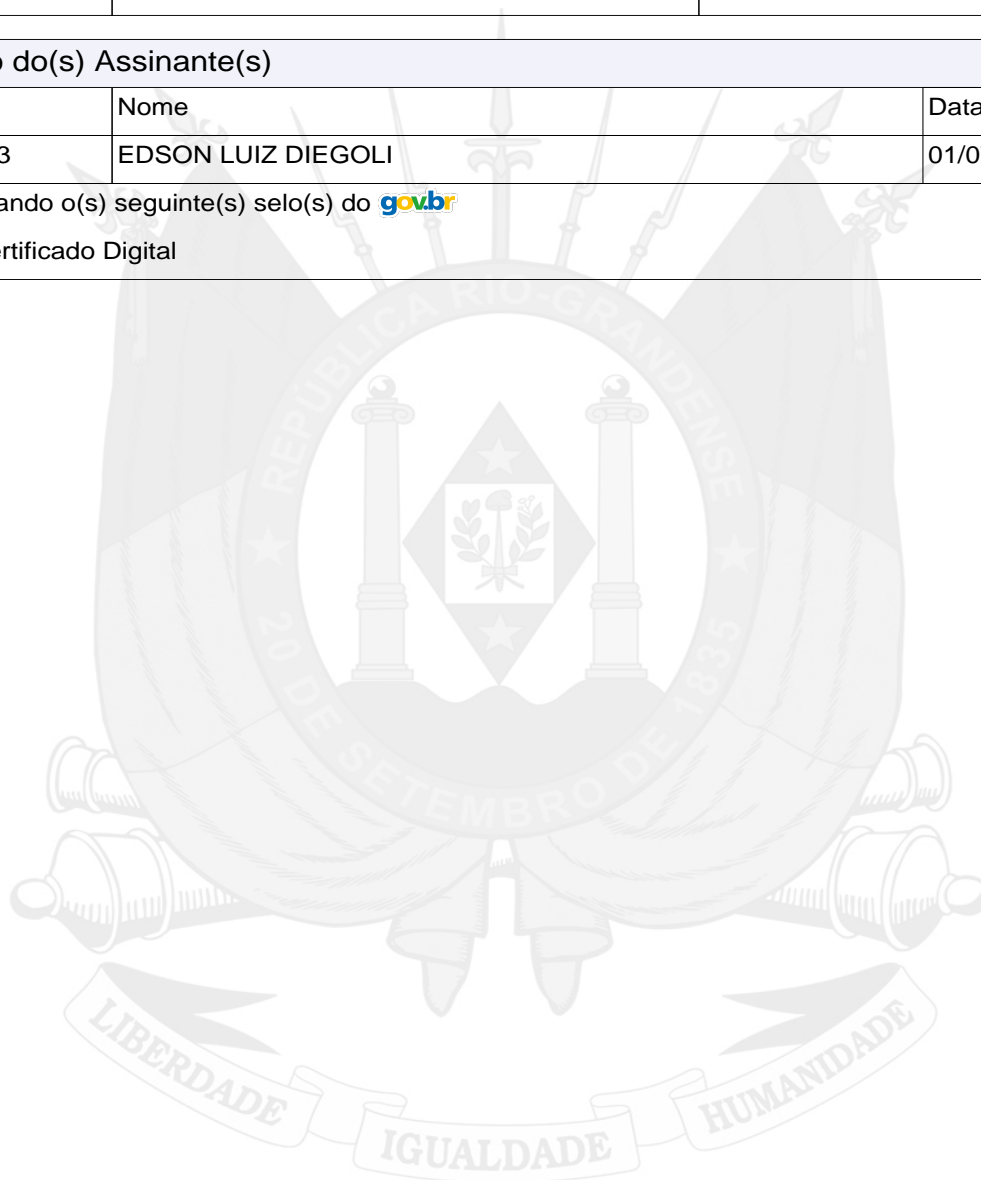 o do(s) Assinante(s)
Nome
Data
3
EDSON LUIZ DIEGOLI
01/0
ando o(s) seguinte(s) selo(s) do gov.br
ertificado Digital
REPÚBLICA RIO-GRANDENSE
20 DE SETEMBRO DE 1835
LIBERDADE
IGUALDADE
HUMANIDADE